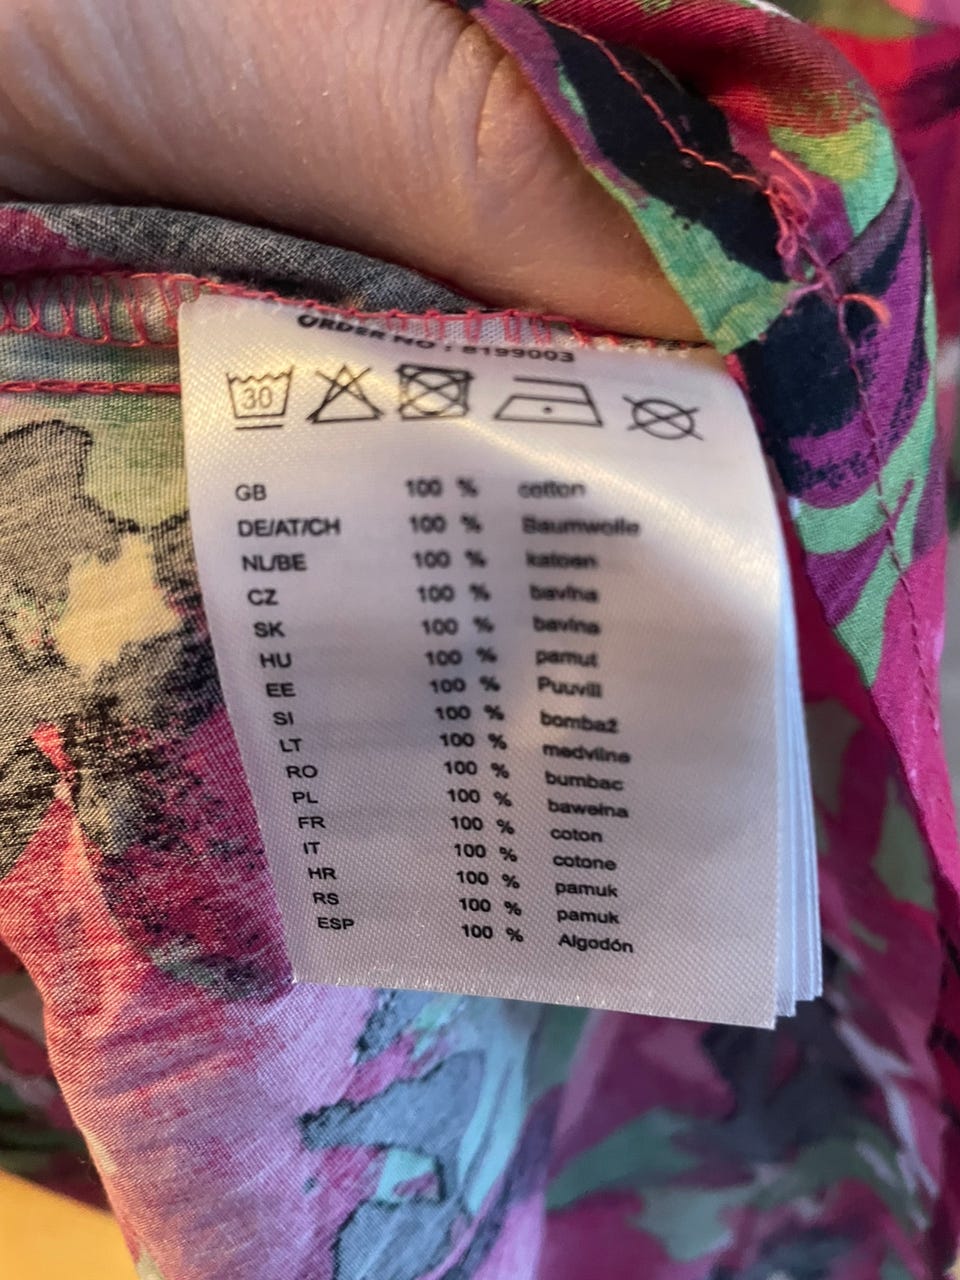 ORDER NO : 8199003
30
GB 100 % cotton
DE/AT/CH 100 % Baumwolle
NL/BE 100 % katoen
CZ 100 % bavlna
SK 100 % bavlna
HU 100 % pamut
EE 100 % Puuvill
SI 100 % bombaž
LT 100 % medvilne
RO 100 % bumbac
PL 100 % bawełna
FR 100 % coton
IT 100 % cotone
HR 100 % pamuk
RS 100 % pamuk
ESP 100 % Algodón